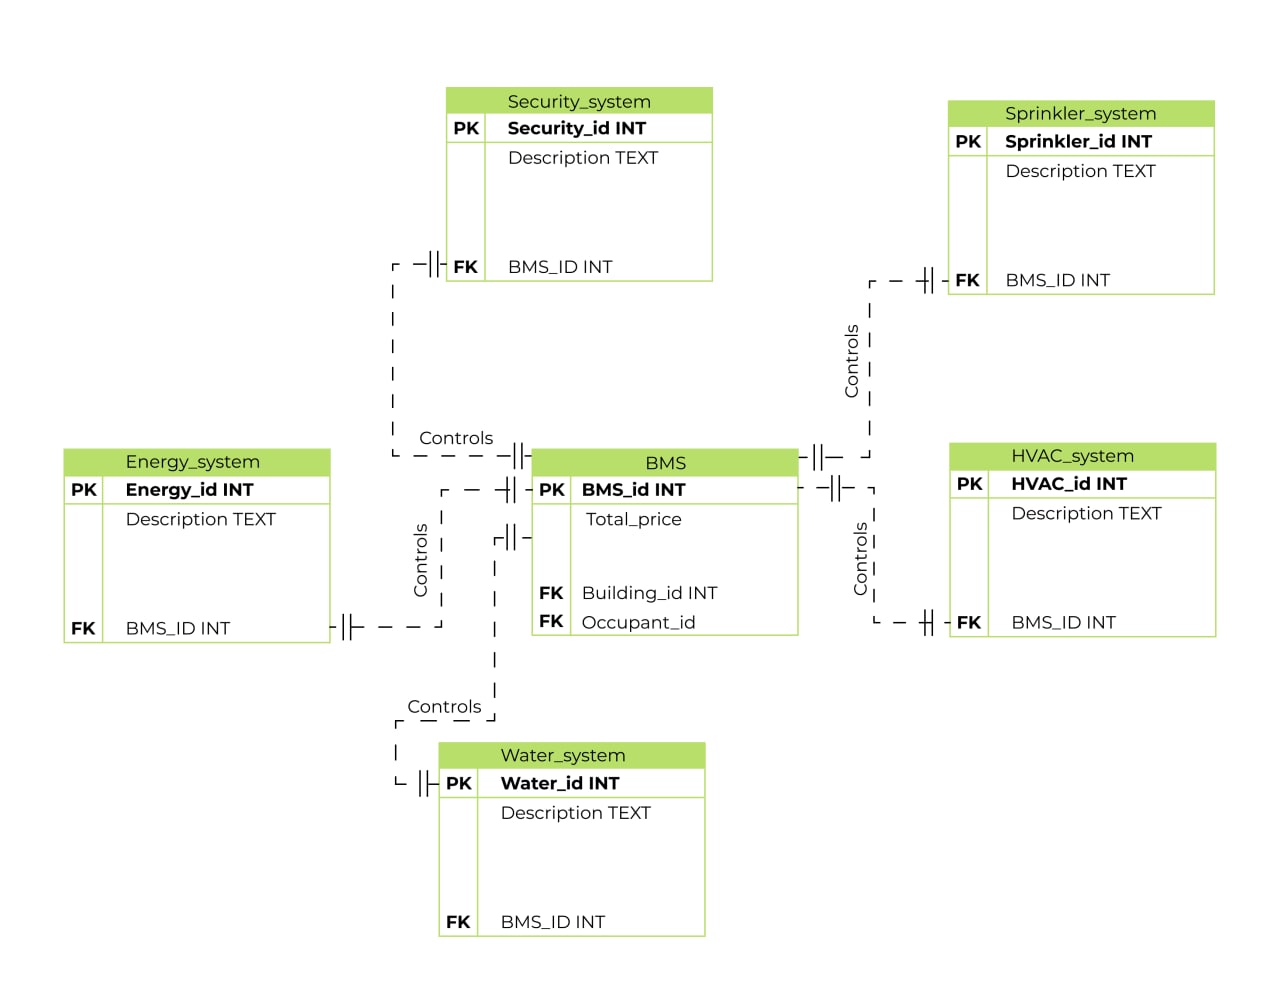 Security_system
PK Security_id INT
Description TEXT
FK BMS_ID INT
Sprinkler_system
PK Sprinkler_id INT
Description TEXT
FK BMS_ID INT
Controls
Controls
Energy_system
PK Energy_id INT
Description TEXT
FK BMS_ID INT
Controls
BMS
PK BMS_id INT
Total_price
FK Building_id INT
FK Occupant_id
Controls
HVAC_system
PK HVAC_id INT
Description TEXT
FK BMS_ID INT
Controls
Water_system
PK Water_id INT
Description TEXT
FK BMS_ID INT